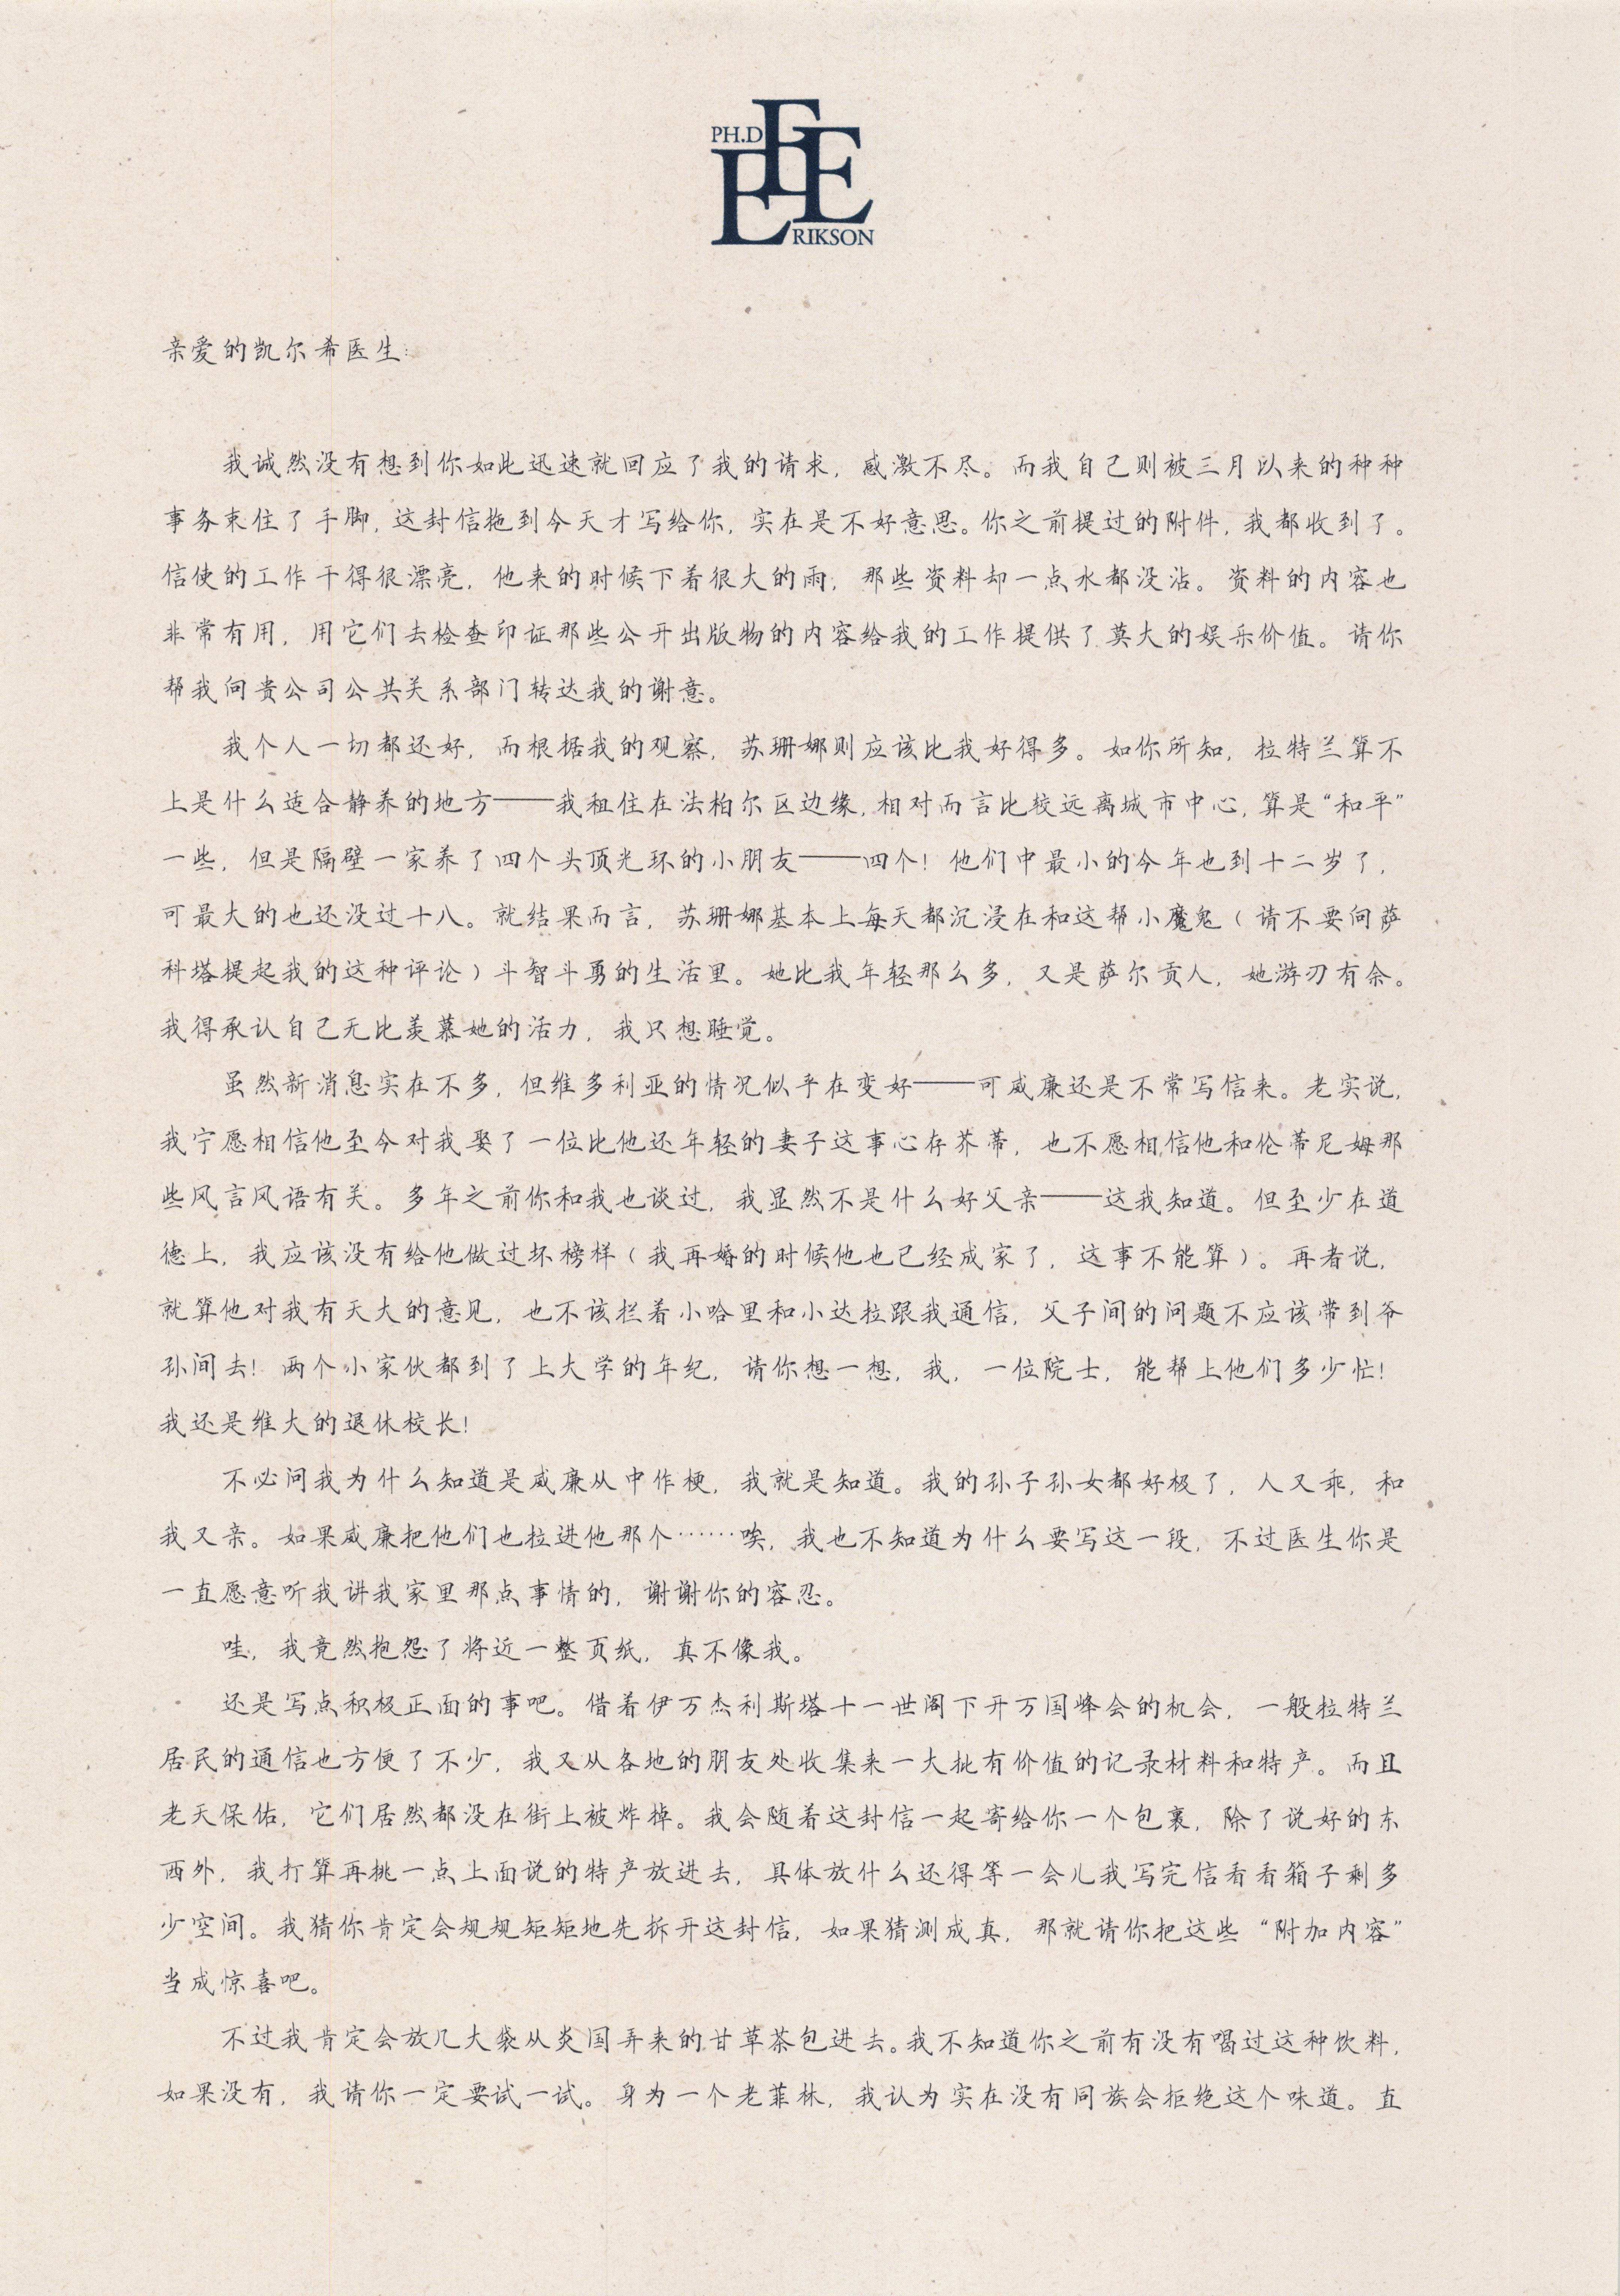 PH.D
EEE
RIKSON
亲爱的凯尔希医生：
我诚然没有想到你如此迅速就回应了我的请求，感激不尽。而我自己则被三月以来的种种
事务束住了手脚，这封信拖到今天才写给你，实在是不好意思。你之前提过的附件，我都收到了。
信使的工作干得很漂亮，他来的时候下着很大的雨，那些资料却一点水都没沾。资料的内容也
非常有用，用它们去检查印证那些公开出版物的内容给我的工作提供了莫大的娱乐价值。请你
帮我向贵公司公共关系部门转达我的谢意。
我个人一切都还好，而根据我的观察，苏珊娜则应该比我好得多。如你所知，拉特兰算不
上是什么适合静养的地方——我租住在法柏尔区边缘，相对而言比较远离城市中心，算是“和平”
一些，但是隔壁一家养了四个头顶光环的小朋友——四个！他们中最小的今年也到十二岁了，
可最大的也还没过十八。就结果而言，苏珊娜基本上每天都沉浸在和这帮小魔鬼（请不要向萨
科塔提起我的这种评论）斗智斗勇的生活里。她比我年轻那么多，又是萨尔贡人，她游刃有余。
我得承认自己无比羡慕她的活力，我只想睡觉。
虽然新消息实在不多，但维多利亚的情况似乎在变好——可威廉还是不常写信来。老实说，
我宁愿相信他至今对我娶了一位比他还年轻的妻子这事心存芥蒂，也不愿相信他和伦蒂尼姆那
些风言风语有关。多年之前你和我也谈过，我显然不是什么好父亲——这我知道。但至少在道
德上，我应该没有给他做过坏榜样（我再婚的时候他也已经成家了，这事不能算）。再者说，
就算他对我有天大的意见，也不该拦着小哈里和小达拉跟我通信，父子间的问题不应该带到爷
孙间去！两个小家伙都到了上大学的年纪，请你想一想，我，一位院士，能帮上他们多少忙！
我还是维大的退休校长！
不必问我为什么知道是威廉从中作梗，我就是知道。我的孙子孙女都好极了，人又乖，和
我又亲。如果威廉把他们也拉进他那个……唉，我也不知道为什么要写这一段，不过医生你是
一直愿意听我讲我家里那点事情的，谢谢你的容忍。
哇，我竟然抱怨了将近一整页纸，真不像我。
还是写点积极正面的事吧。借着伊万杰利斯塔十一世阁下开万国峰会的机会，一般拉特兰
居民的通信也方便了不少，我又从各地的朋友处收集来一大批有价值的记录材料和特产。而且
老天保佑，它们居然都没在街上被炸掉。我会随着这封信一起寄给你一个包裹，除了说好的东
西外，我打算再挑一点上面说的特产放进去，具体放什么还得等一会儿我写完信看看箱子剩多
少空间。我猜你肯定会规规矩矩地先拆开这封信，如果猜测成真，那就请你把这些“附加内容”
当成惊喜吧。
不过我肯定会放几大袋从炎国弄来的甘草茶包进去。我不知道你之前有没有喝过这种饮料，
如果没有，我请你一定要试一试。身为一个老菲林，我认为实在没有同族会拒绝这个味道。直